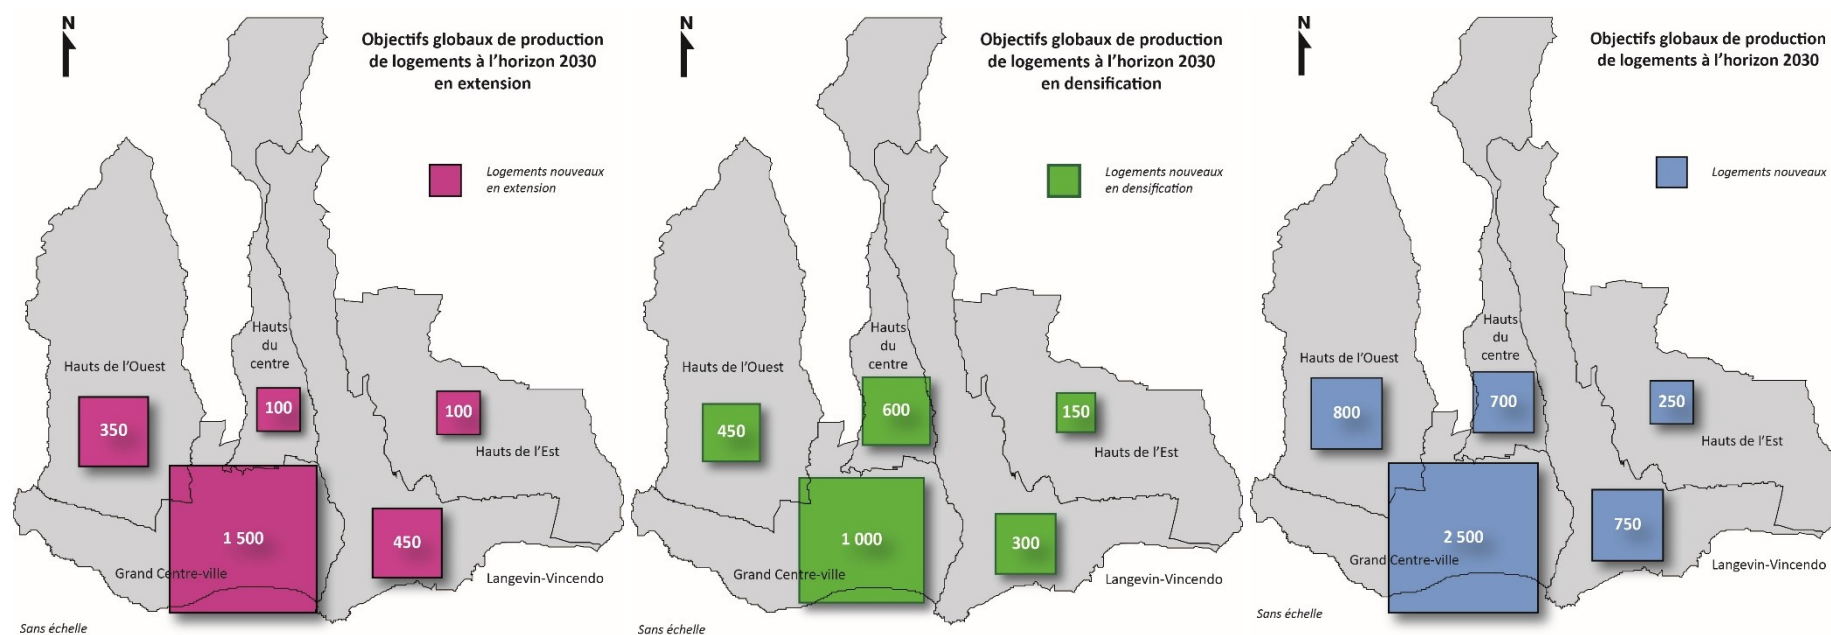 N
Objectifs globaux de production
de logements à l'horizon 2030
en extension
Logements nouveaux
en extension
Hauts
du
centre
Hauts de l'Ouest
350
100
100
Hauts de l'Est
1 500
450
Grand Centre-ville
Langevin-Vincendo
Sans échelle
N
Objectifs globaux de production
de logements à l'horizon 2030
en densification
Logements nouveaux
en densification
Hauts
du
centre
Hauts de l'Ouest
450
600
150
Hauts de l'Est
1 000
300
Grand Centre-ville
Langevin-Vincendo
Sans échelle
N
Objectifs globaux de production
de logements à l'horizon 2030
Logements nouveaux
Hauts
du
centre
Hauts de l'Ouest
800
700
250
Hauts de l'Est
2 500
750
Grand Centre-ville
Langevin-Vincendo
Sans échelle